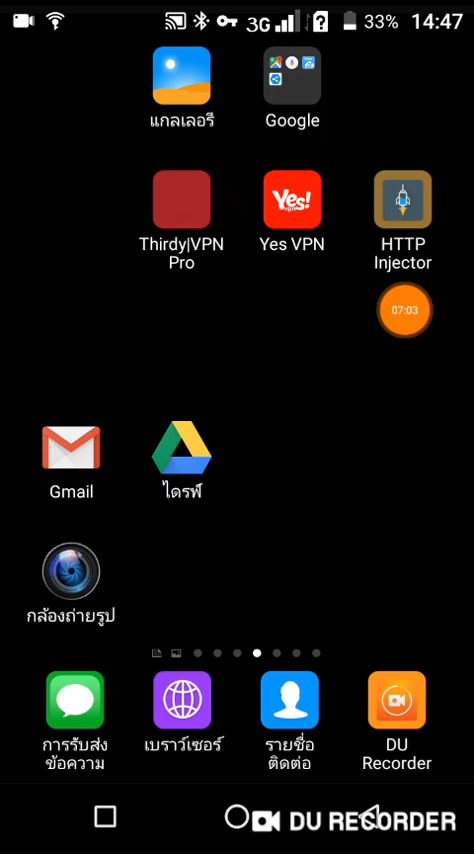 3G 33% 14:47
แกลเลอรี Google
Yes!
vpn
Thirdy|VPN Pro
Yes VPN
HTTP Injector
07:03
Gmail ไดรฟ์
กล้องถ่ายรูป
การรับส่งข้อความ
เบราว์เซอร์
รายชื่อติดต่อ
DU Recorder
DU RECORDER